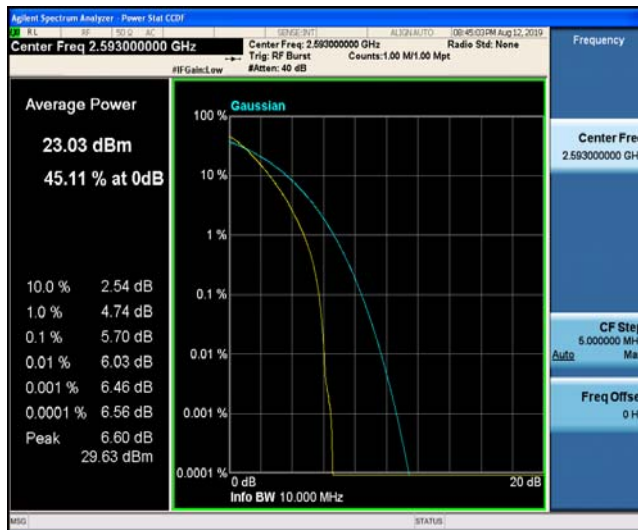 Agilent Spectrum Analyzer - Power Stat CCDF
RL RF 50 Ω AC SENSE:INT ALIGN AUTO 08:45:03 PM Aug 12, 2019
Center Freq 2.593000000 GHz
Center Freq: 2.593000000 GHz Radio Std: None
Trig: RF Burst Counts:1.00 M/1.00 Mpt
#IFGain:Low #Atten: 40 dB
Frequency
Average Power
23.03 dBm
45.11 % at 0dB
10.0 % 2.54 dB
1.0 % 4.74 dB
0.1 % 5.70 dB
0.01 % 6.03 dB
0.001 % 6.46 dB
0.0001 % 6.56 dB
Peak 6.60 dB
29.63 dBm
Gaussian
100 %
10 %
1 %
0.1 %
0.01 %
0.001 %
0.0001 %
0 dB 20 dB
Info BW 10.000 MHz
Center Fre
2.593000000 GH
CF Step
5.000000 MH
Auto Ma
Freq Offse
0 H
MSG STATUS